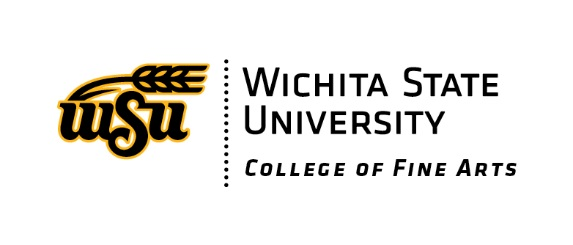 WSU
WICHITA STATE
UNIVERSITY
COLLEGE OF FINE ARTS